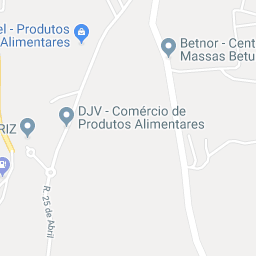 el - Produtos
Alimentares
Betnor - Cent
Massas Betu
DJV - Comércio de
Produtos Alimentares
RIZ
R. 25 de Abril